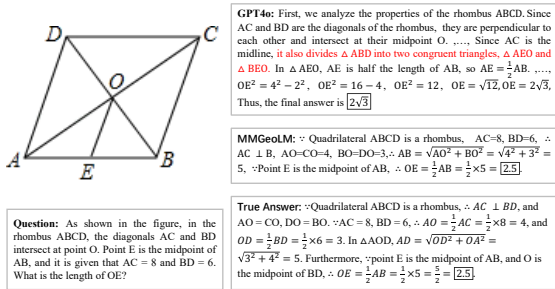 D
C
O
A
E
B
Question: As shown in the figure, in the
rhombus ABCD, the diagonals AC and BD
intersect at point O. Point E is the midpoint of
AB, and it is given that AC = 8 and BD = 6.
What is the length of OE?
GPT4o: First, we analyze the properties of the rhombus ABCD. Since
AC and BD are the diagonals of the rhombus, they are perpendicular to
each other and intersect at their midpoint O. ,…, Since AC is the
midline, it also divides △ ABD into two congruent triangles, △ AEO and
△ BEO. In △ AEO, AE is half the length of AB, so AE = 1/2 AB. ,…,
OE² = 4² − 2², OE² = 16 − 4, OE² = 12, OE = √12, OE = 2√3,
Thus, the final answer is 2√3
MMGeoLM: ∵ Quadrilateral ABCD is a rhombus, AC=8, BD=6, ∴
AC ⊥ B, AO=CO=4, BO=DO=3,∴ AB = √AO² + BO² = √4² + 3² =
5, ∵Point E is the midpoint of AB, ∴ OE = 1/2 AB = 1/2 ×5 = 2.5
True Answer: ∵Quadrilateral ABCD is a rhombus, ∴ AC ⊥ BD, and
AO = CO, DO = BO. ∵AC = 8, BD = 6, ∴ AO = 1/2 AC = 1/2 ×8 = 4, and
OD = 1/2 BD = 1/2 ×6 = 3. In △AOD, AD = √OD² + OA² =
√3² + 4² = 5. Furthermore, ∵point E is the midpoint of AB, and O is
the midpoint of BD, ∴ OE = 1/2 AB = 1/2 ×5 = 5/2 = 2.5